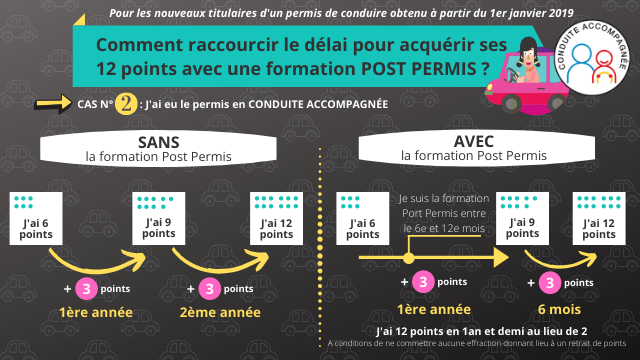 Pour les nouveaux titulaires d'un permis de conduire obtenu à partir du 1er janvier 2019
Comment raccourcir le délai pour acquérir ses
12 points avec une formation POST PERMIS ?
CONDUITE ACCOMPAGNÉE
CAS N° 2 : J'ai eu le permis en CONDUITE ACCOMPAGNÉE
SANS
la formation Post Permis
J'ai 6
points
J'ai 9
points
J'ai 12
points
+ 3 points
1ère année
+ 3 points
2ème année
AVEC
la formation Post Permis
J'ai 6
points
Je suis la formation
Port Permis entre
le 6e et 12e mois
J'ai 9
points
J'ai 12
points
+ 3 points
1ère année
+ 3 points
6 mois
J'ai 12 points en 1an et demi au lieu de 2
A conditions de ne commettre aucune effraction donnant lieu à un retrait de points